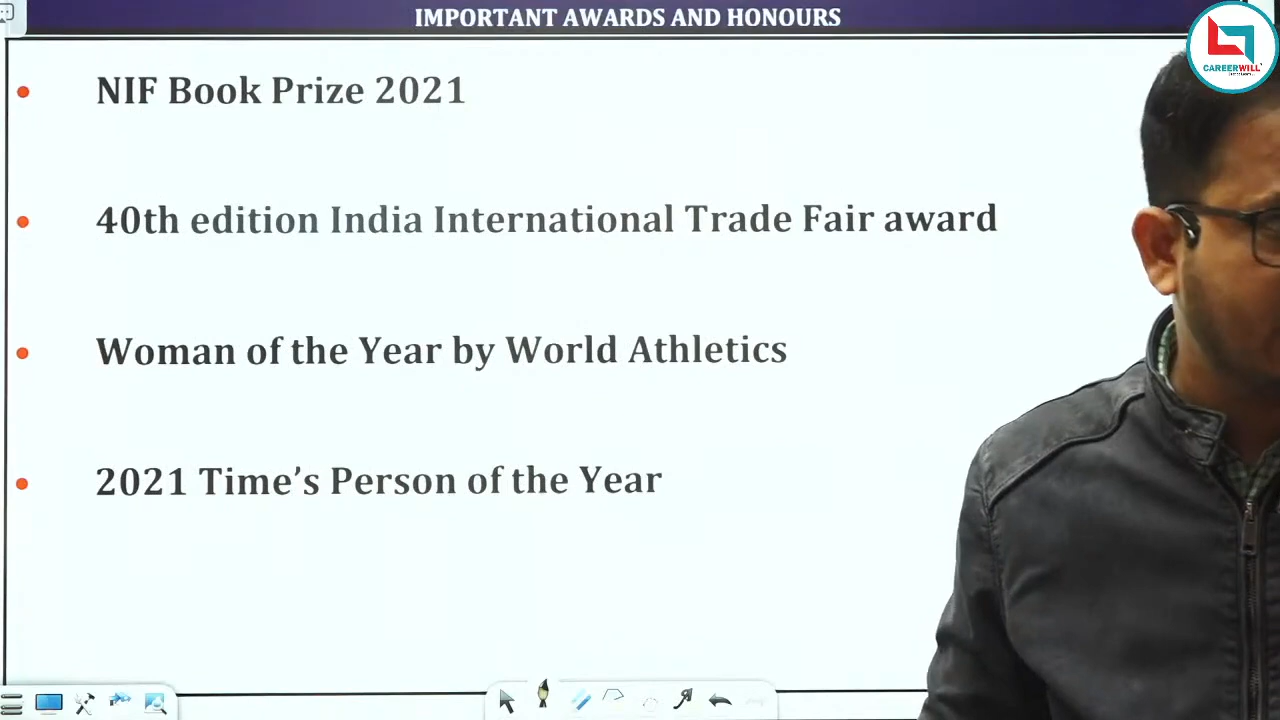 IMPORTANT AWARDS AND HONOURS
CAREERWILL
NIF Book Prize 2021
40th edition India International Trade Fair award
Woman of the Year by World Athletics
2021 Time’s Person of the Year